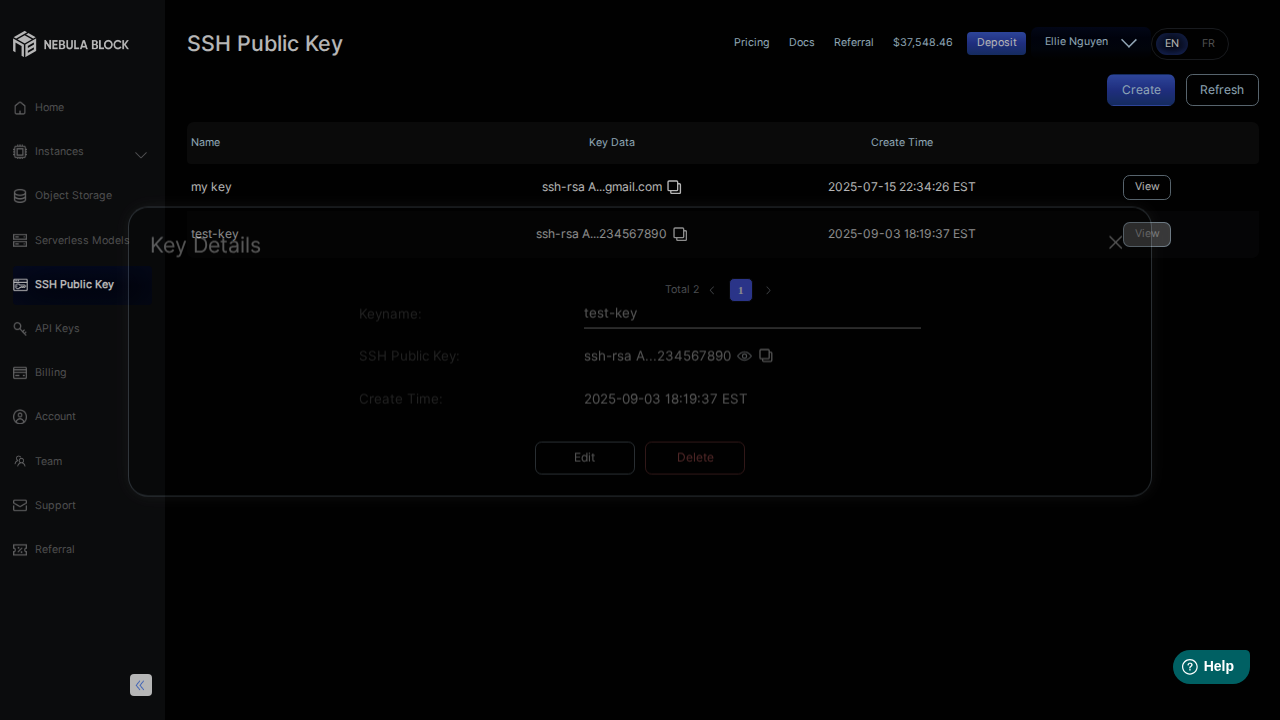 NEBULA BLOCK
SSH Public Key
Pricing
Docs
Referral
$37,548.46
Deposit
Ellie Nguyen
EN
FR
Create
Refresh
Home
Instances
Object Storage
Serverless Models
SSH Public Key
API Keys
Billing
Account
Team
Support
Referral
Name Key Data Create Time
my key ssh-rsa A...gmail.com 2025-07-15 22:34:26 EST View
test-key ssh-rsa A...234567890 2025-09-03 18:19:37 EST View
Total 2
1
Key Details
Keyname: test-key
SSH Public Key: ssh-rsa A...234567890
Create Time: 2025-09-03 18:19:37 EST
Edit
Delete
Help